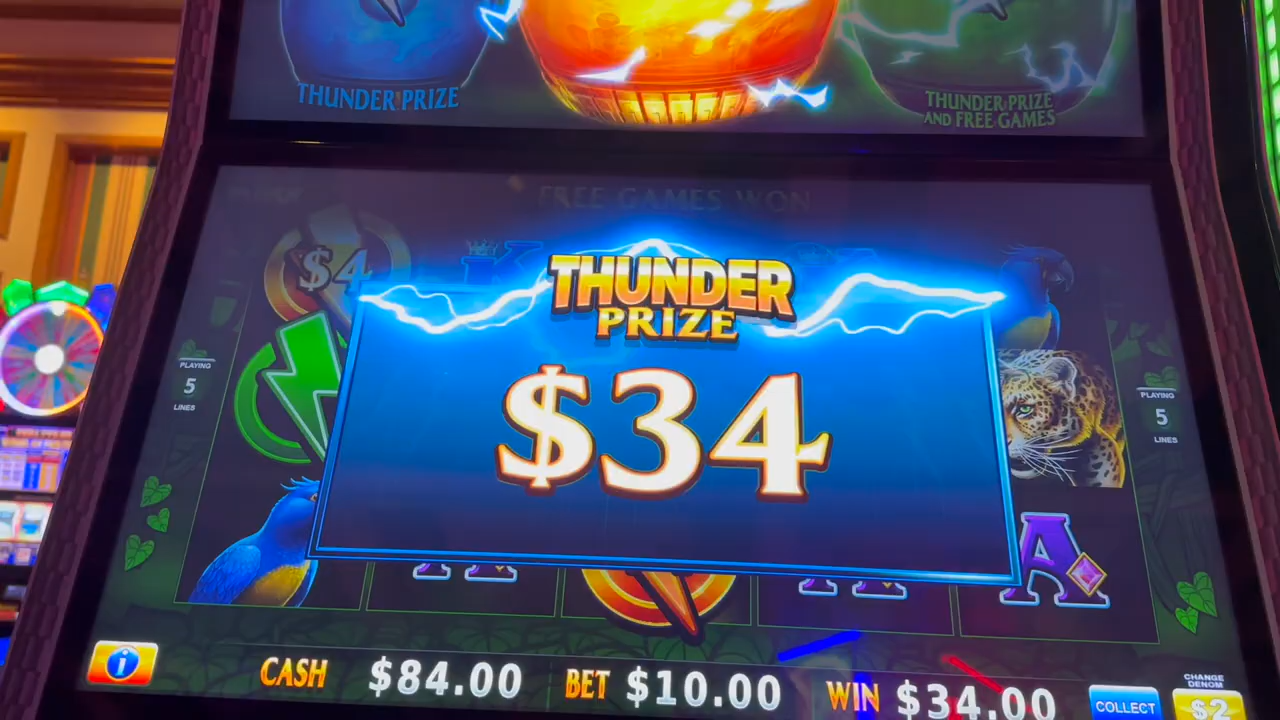 THUNDER PRIZE
THUNDER PRIZE
AND FREE GAMES
FREE GAMES WON
$4
K
THUNDER
PRIZE
$34
PLAYING
5
LINES
PLAYING
5
LINES
A
i
CASH $84.00 BET $10.00 WIN $34.00
COLLECT
CHANGE
DENOM
$2